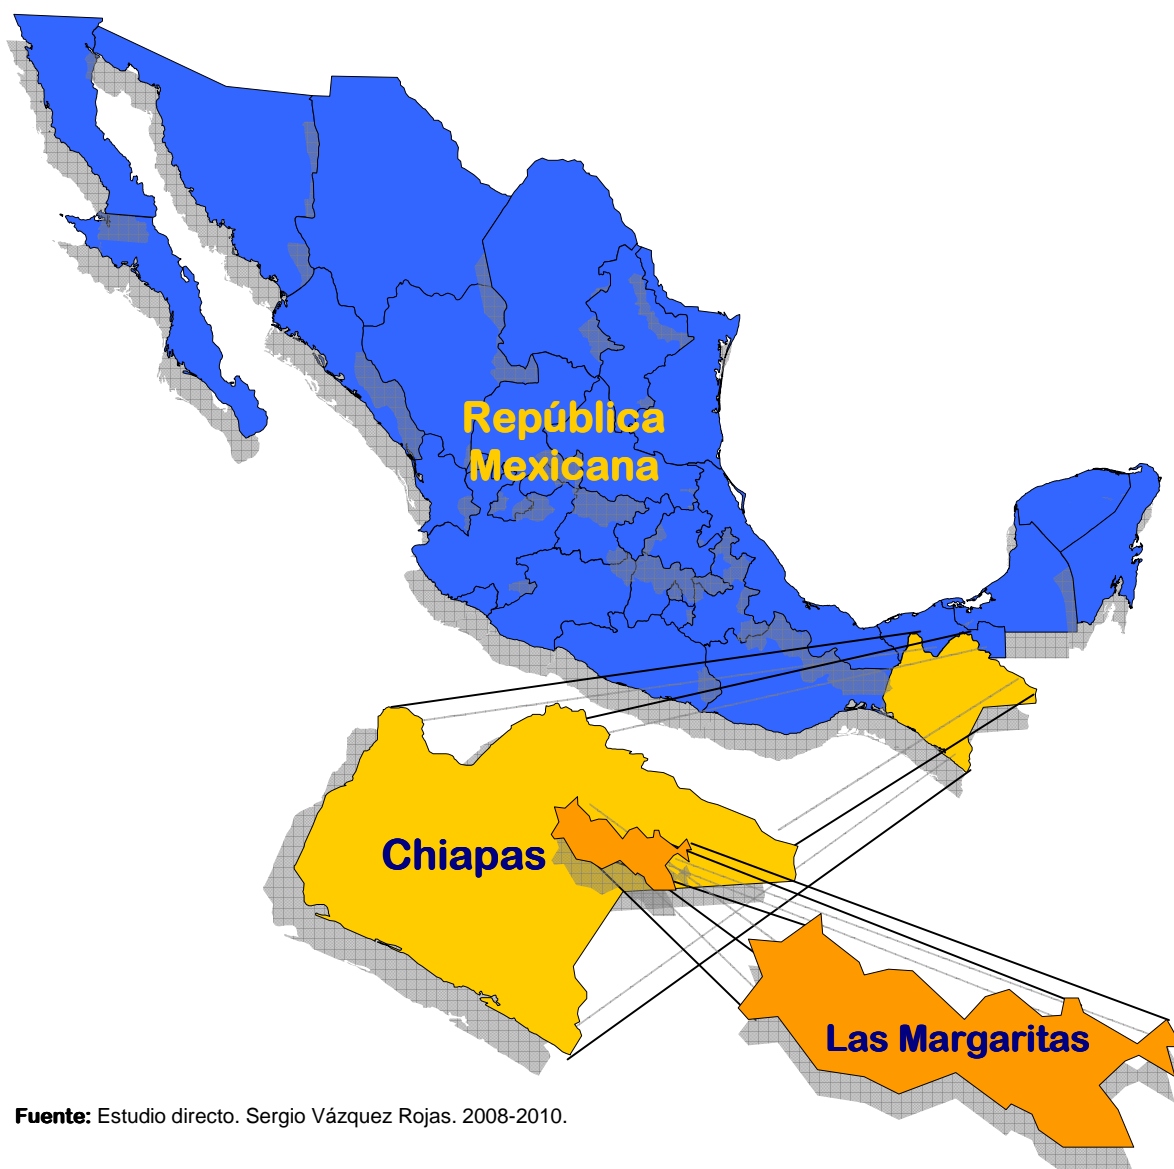 República
Mexicana
Chiapas
Las Margaritas
Fuente: Estudio directo. Sergio Vázquez Rojas. 2008-2010.